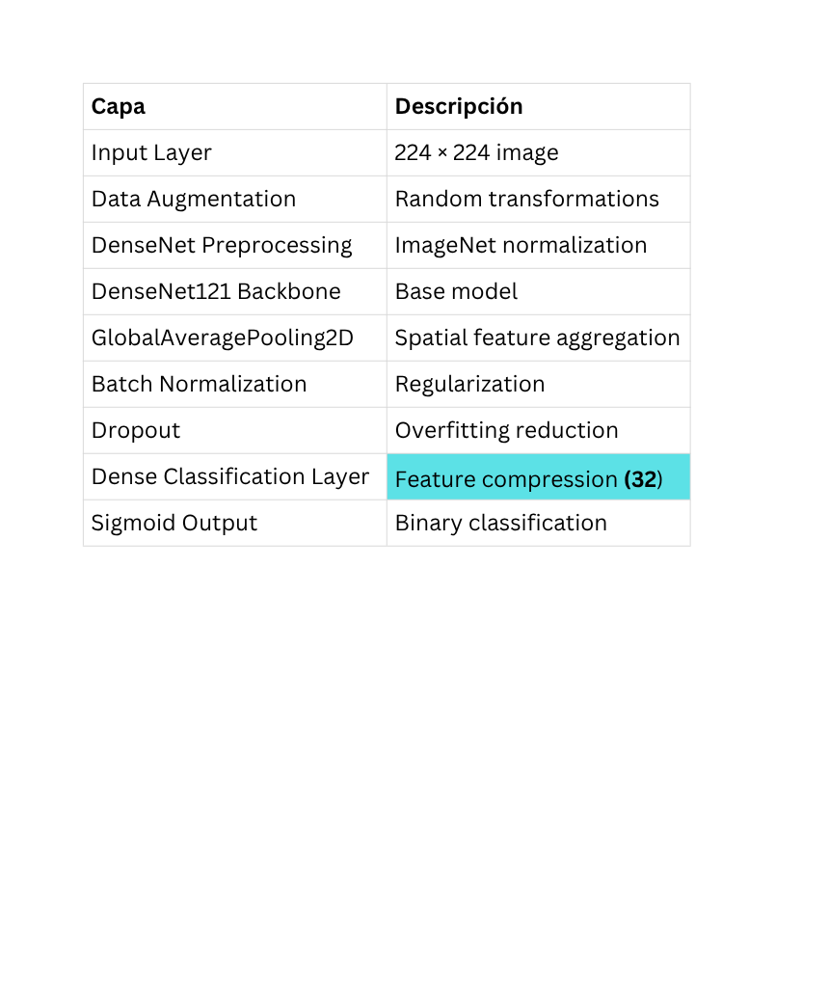 Capa Descripción
Input Layer 224 × 224 image
Data Augmentation Random transformations
DenseNet Preprocessing ImageNet normalization
DenseNet121 Backbone Base model
GlobalAveragePooling2D Spatial feature aggregation
Batch Normalization Regularization
Dropout Overfitting reduction
Dense Classification Layer Feature compression (32)
Sigmoid Output Binary classification